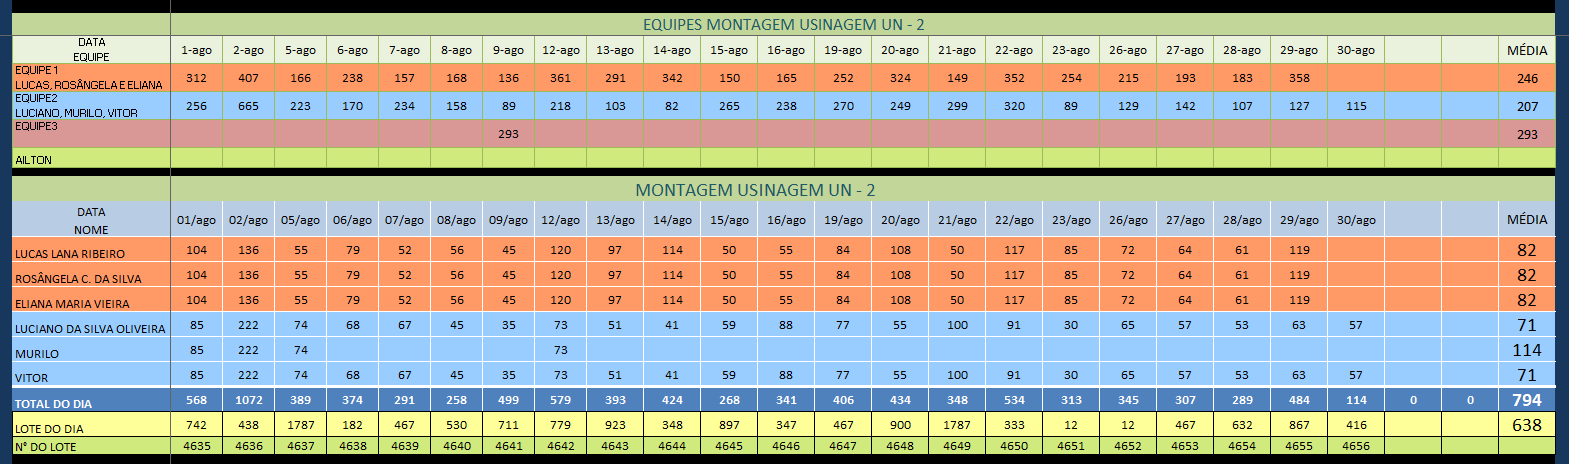 EQUIPES MONTAGEM USINAGEM UN - 2
DATA
EQUIPE 1-ago 2-ago 5-ago 6-ago 7-ago 8-ago 9-ago 12-ago 13-ago 14-ago 15-ago 16-ago 19-ago 20-ago 21-ago 22-ago 23-ago 26-ago 27-ago 28-ago 29-ago 30-ago MÉDIA
EQUIPE1
LUCAS, ROSÂNGELA E ELIANA 312 407 166 238 157 168 136 361 291 342 150 165 252 324 149 352 254 215 193 183 358 246
EQUIPE2
LUCIANO, MURILO, VITOR 256 665 223 170 234 158 89 218 103 82 265 238 270 249 299 320 89 129 142 107 127 115 207
EQUIPE3 293 293
AILTON
MONTAGEM USINAGEM UN - 2
DATA
NOME 01/ago 02/ago 05/ago 06/ago 07/ago 08/ago 09/ago 12/ago 13/ago 14/ago 15/ago 16/ago 19/ago 20/ago 21/ago 22/ago 23/ago 26/ago 27/ago 28/ago 29/ago 30/ago MÉDIA
LUCAS LANA RIBEIRO 104 136 55 79 52 56 45 120 97 114 50 55 84 108 50 117 85 72 64 61 119 82
ROSÂNGELA C. DA SILVA 104 136 55 79 52 56 45 120 97 114 50 55 84 108 50 117 85 72 64 61 119 82
ELIANA MARIA VIEIRA 104 136 55 79 52 56 45 120 97 114 50 55 84 108 50 117 85 72 64 61 119 82
LUCIANO DA SILVA OLIVEIRA 85 222 74 68 67 45 35 73 51 41 59 88 77 55 100 91 30 65 57 53 63 57 71
MURILO 85 222 74 73 114
VITOR 85 222 74 68 67 45 35 73 51 41 59 88 77 55 100 91 30 65 57 53 63 57 71
TOTAL DO DIA 568 1072 389 374 291 258 499 579 393 424 268 341 406 434 348 534 313 345 307 289 484 114 0 0 794
LOTE DO DIA 742 438 1787 182 467 530 711 779 923 348 897 347 467 900 1787 333 12 12 467 632 867 416 638
N° DO LOTE 4635 4636 4637 4638 4639 4640 4641 4642 4643 4644 4645 4646 4647 4648 4649 4650 4651 4652 4653 4654 4655 4656